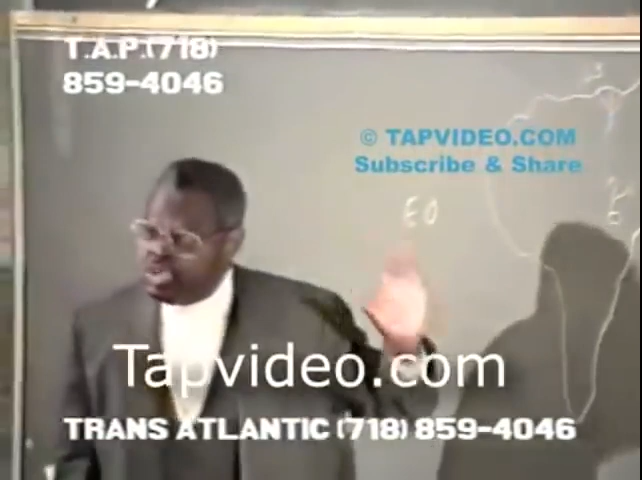 T.A.P.(718)
859-4046
© TAPVIDEO.COM
Subscribe & Share
EO
Tapvideo.com
TRANS ATLANTIC (718) 859-4046